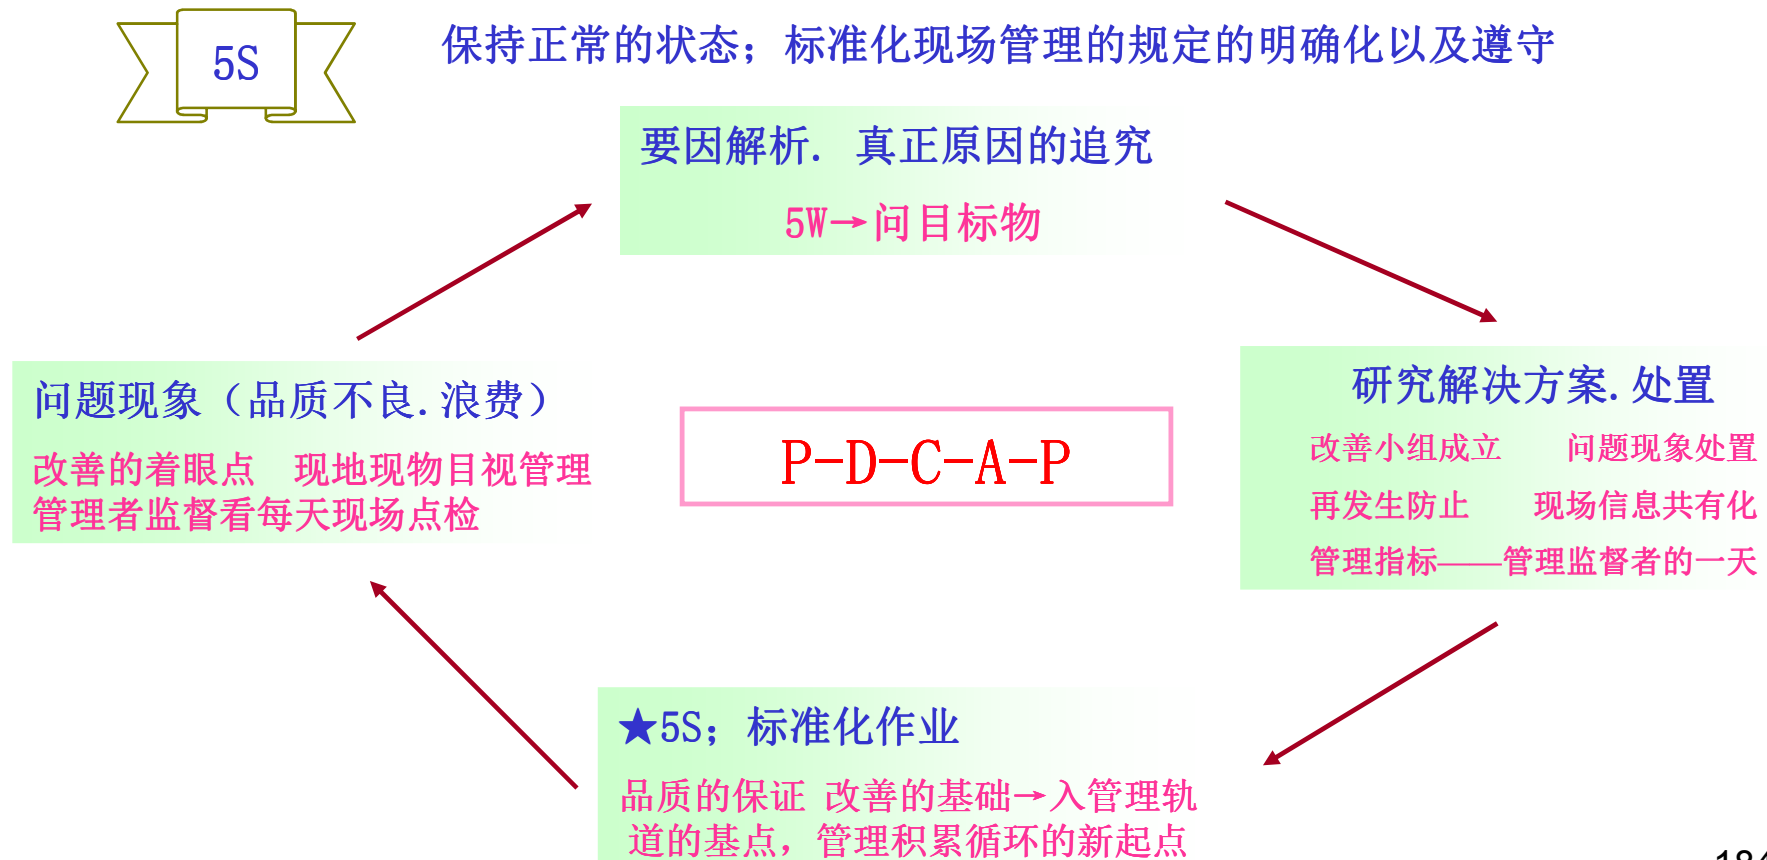 5S
保持正常的状态；标准化现场管理的规定的明确化以及遵守
要因解析. 真正原因的追究
5W→问目标物
问题现象（品质不良.浪费）
改善的着眼点 现地现物目视管理
管理者监督看每天现场点检
P-D-C-A-P
研究解决方案.处置
改善小组成立 问题现象处置
再发生防止 现场信息共有化
管理指标——管理监督者的一天
★5S；标准化作业
品质的保证 改善的基础→入管理轨
道的基点，管理积累循环的新起点
184